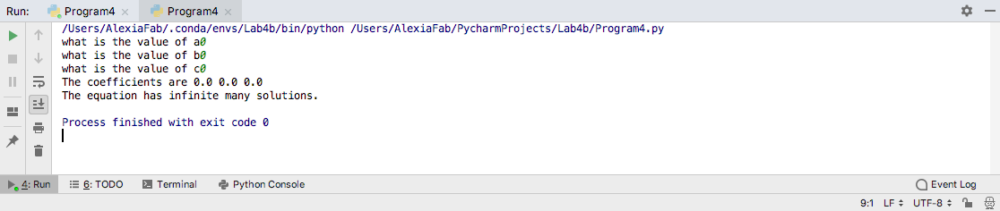 Run: Program4 × Program4 ×
/Users/AlexiaFab/.conda/envs/Lab4b/bin/python /Users/AlexiaFab/PycharmProjects/Lab4b/Program4.py
what is the value of a0
what is the value of b0
what is the value of c0
The coefficients are 0.0 0.0 0.0
The equation has infinite many solutions.
Process finished with exit code 0
4: Run 6: TODO Terminal Python Console Event Log
9:1 LF UTF-8